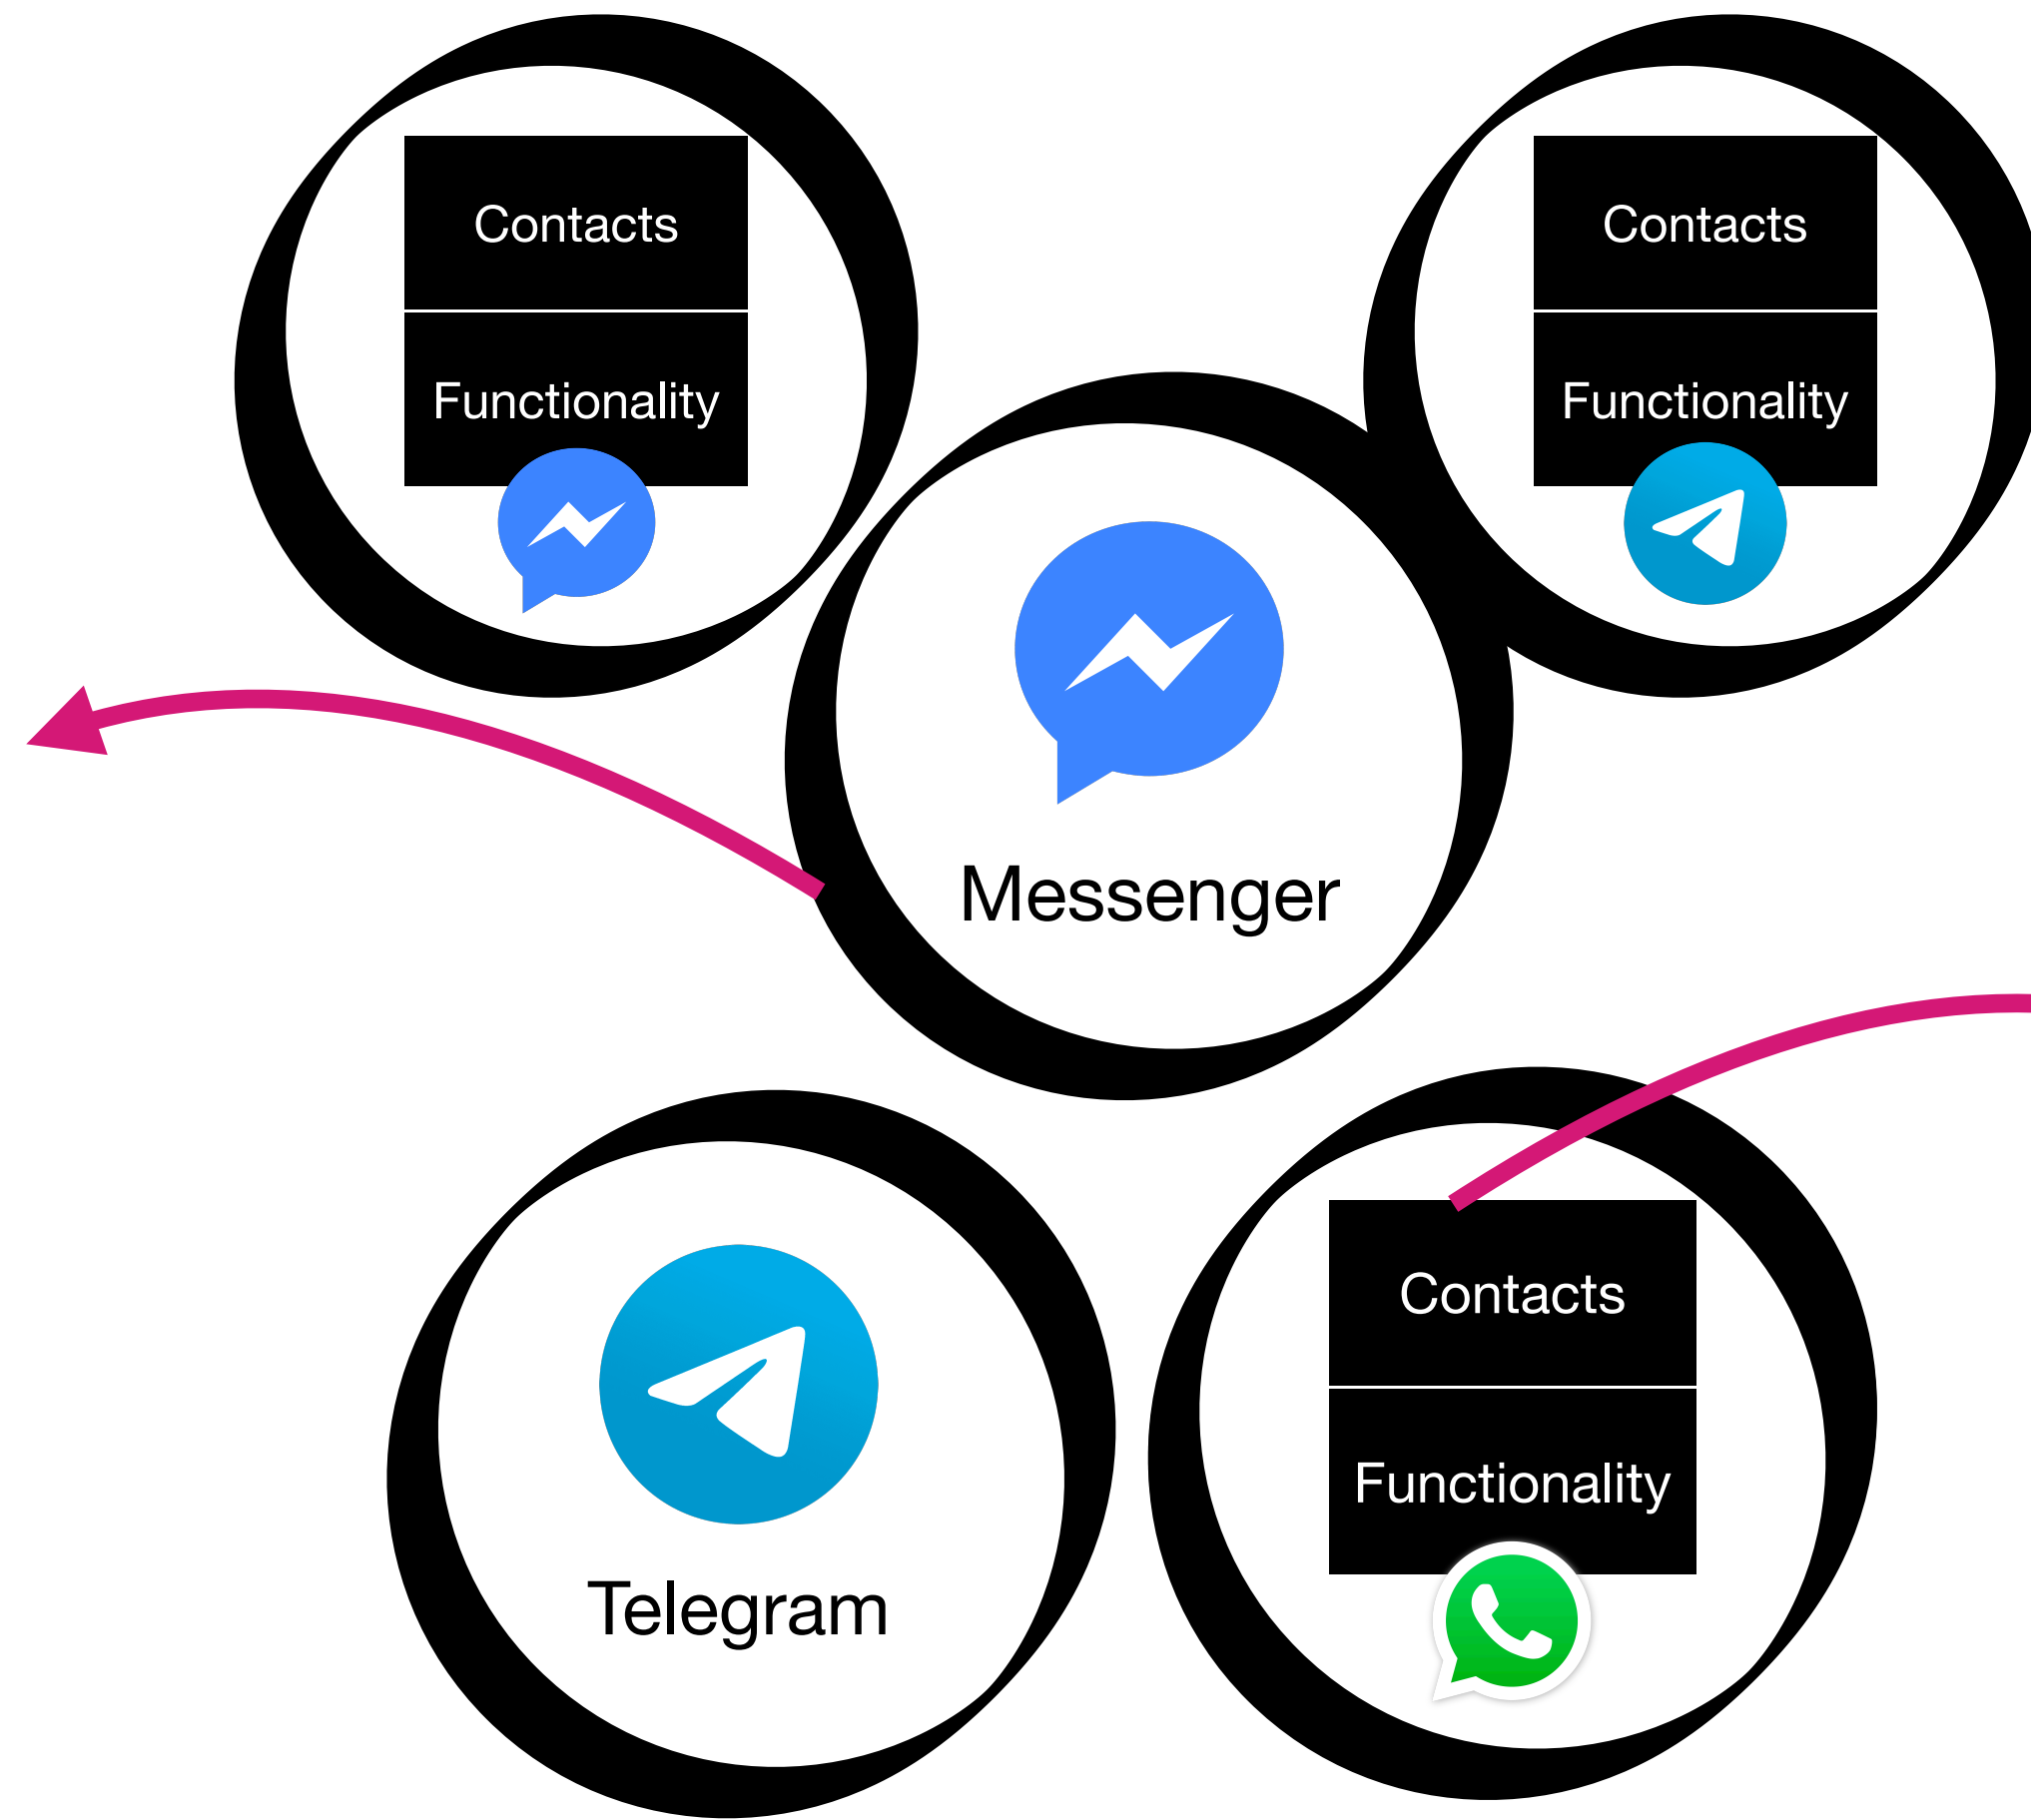 Contacts
Functionality
Contacts
Functionality
Messenger
Telegram
Contacts
Functionality